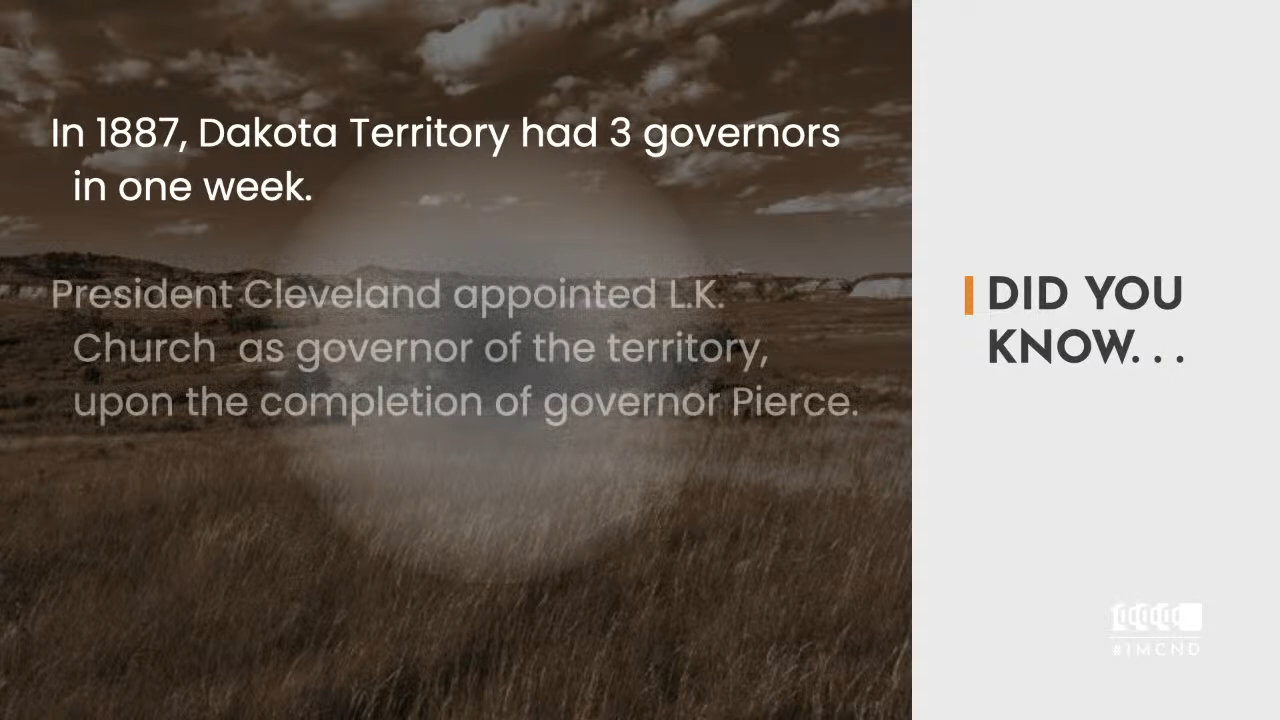 In 1887, Dakota Territory had 3 governors
in one week.
President Cleveland appointed L.K.
Church as governor of the territory,
upon the completion of governor Pierce.
DID YOU
KNOW. . .
#IMCND